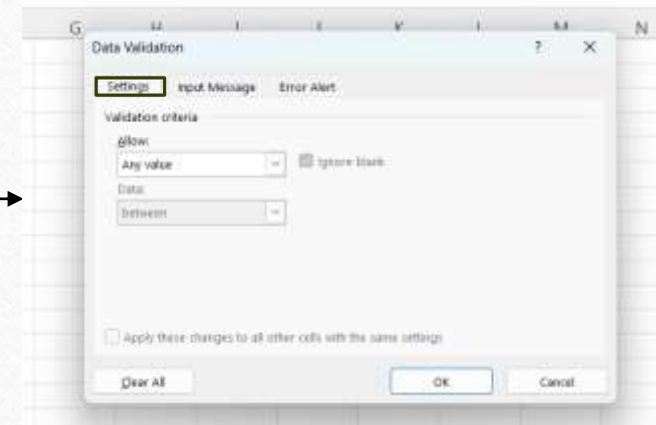 G H I J K L M N
Data Validation ? ×
Settings Input Message Error Alert
Validation criteria
Allow:
Any value Ignore blank
Data:
between
Apply these changes to all other cells with the same settings
Clear All OK Cancel